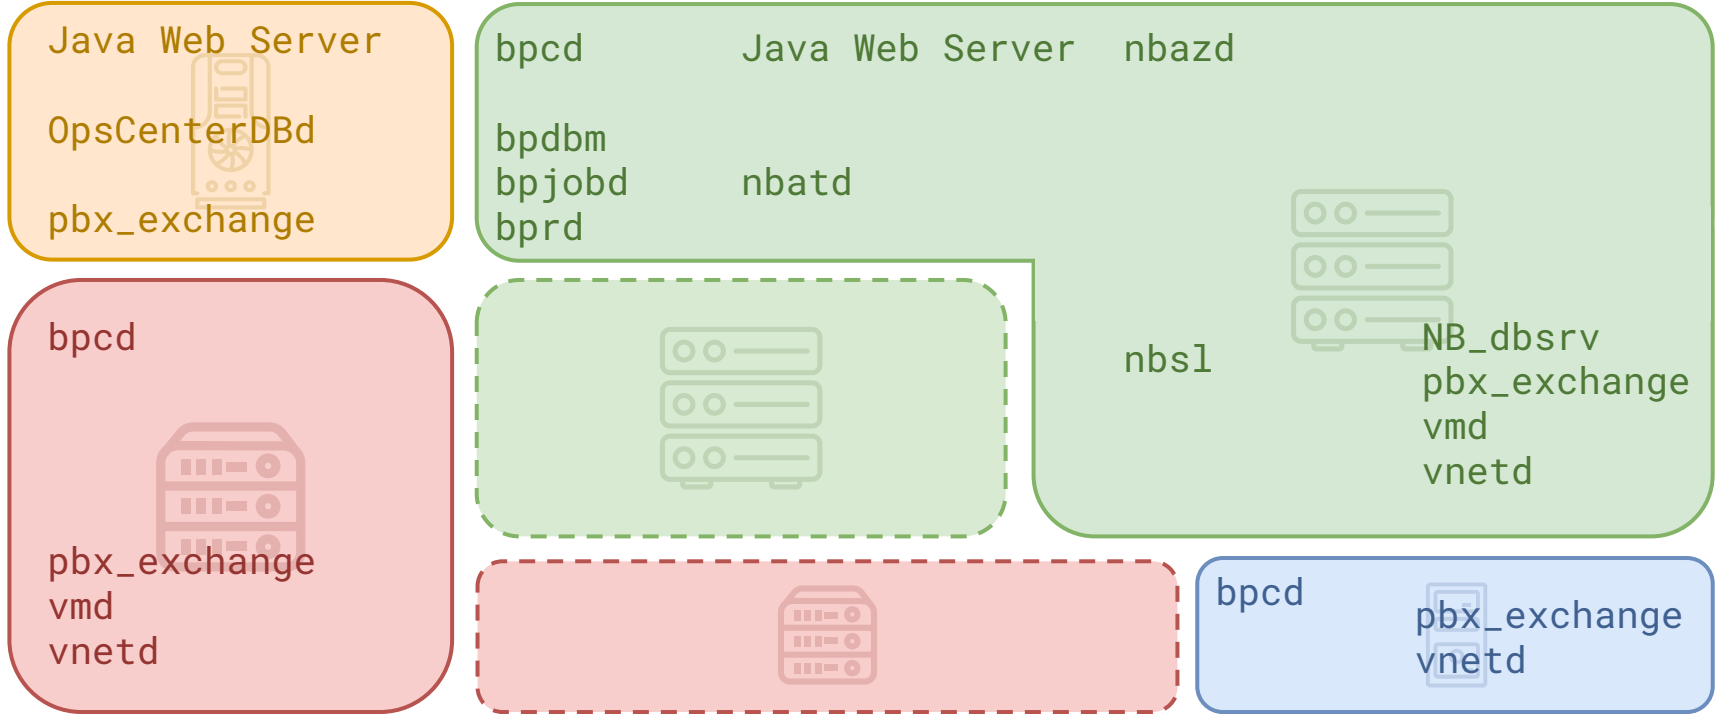 Java Web Server
OpsCenterDBd
pbx_exchange
bpcd
Java Web Server
nbazd
bpdbm
bpjobd
nbatd
bprd
nbsl
NB_dbsrv
pbx_exchange
vmd
vnetd
bpcd
pbx_exchange
vmd
vnetd
bpcd
pbx_exchange
vnetd